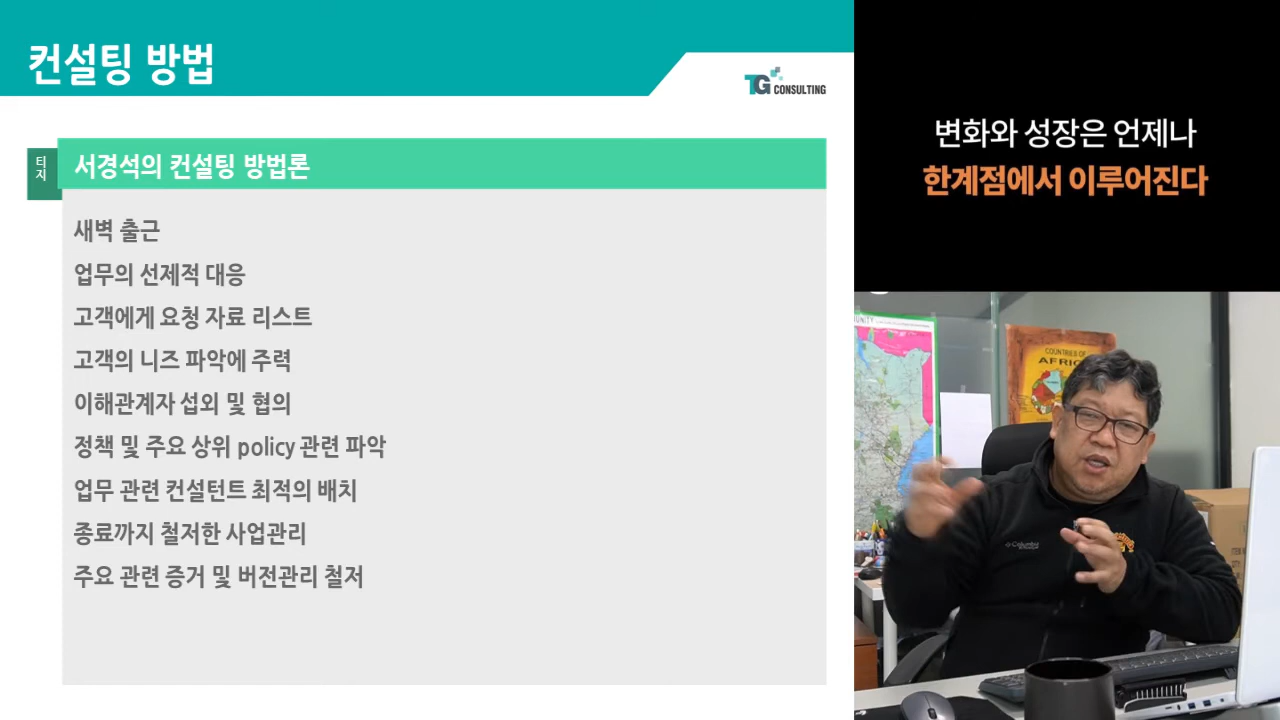 컨설팅 방법
TG CONSULTING
티지
서경석의 컨설팅 방법론
새벽 출근
업무의 선제적 대응
고객에게 요청 자료 리스트
고객의 니즈 파악에 주력
이해관계자 섭외 및 협의
정책 및 주요 상위 policy 관련 파악
업무 관련 컨설턴트 최적의 배치
종료까지 철저한 사업관리
주요 관련 증거 및 버전관리 철저
변화와 성장은 언제나
한계점에서 이루어진다
COUNTRIES OF
Columbia